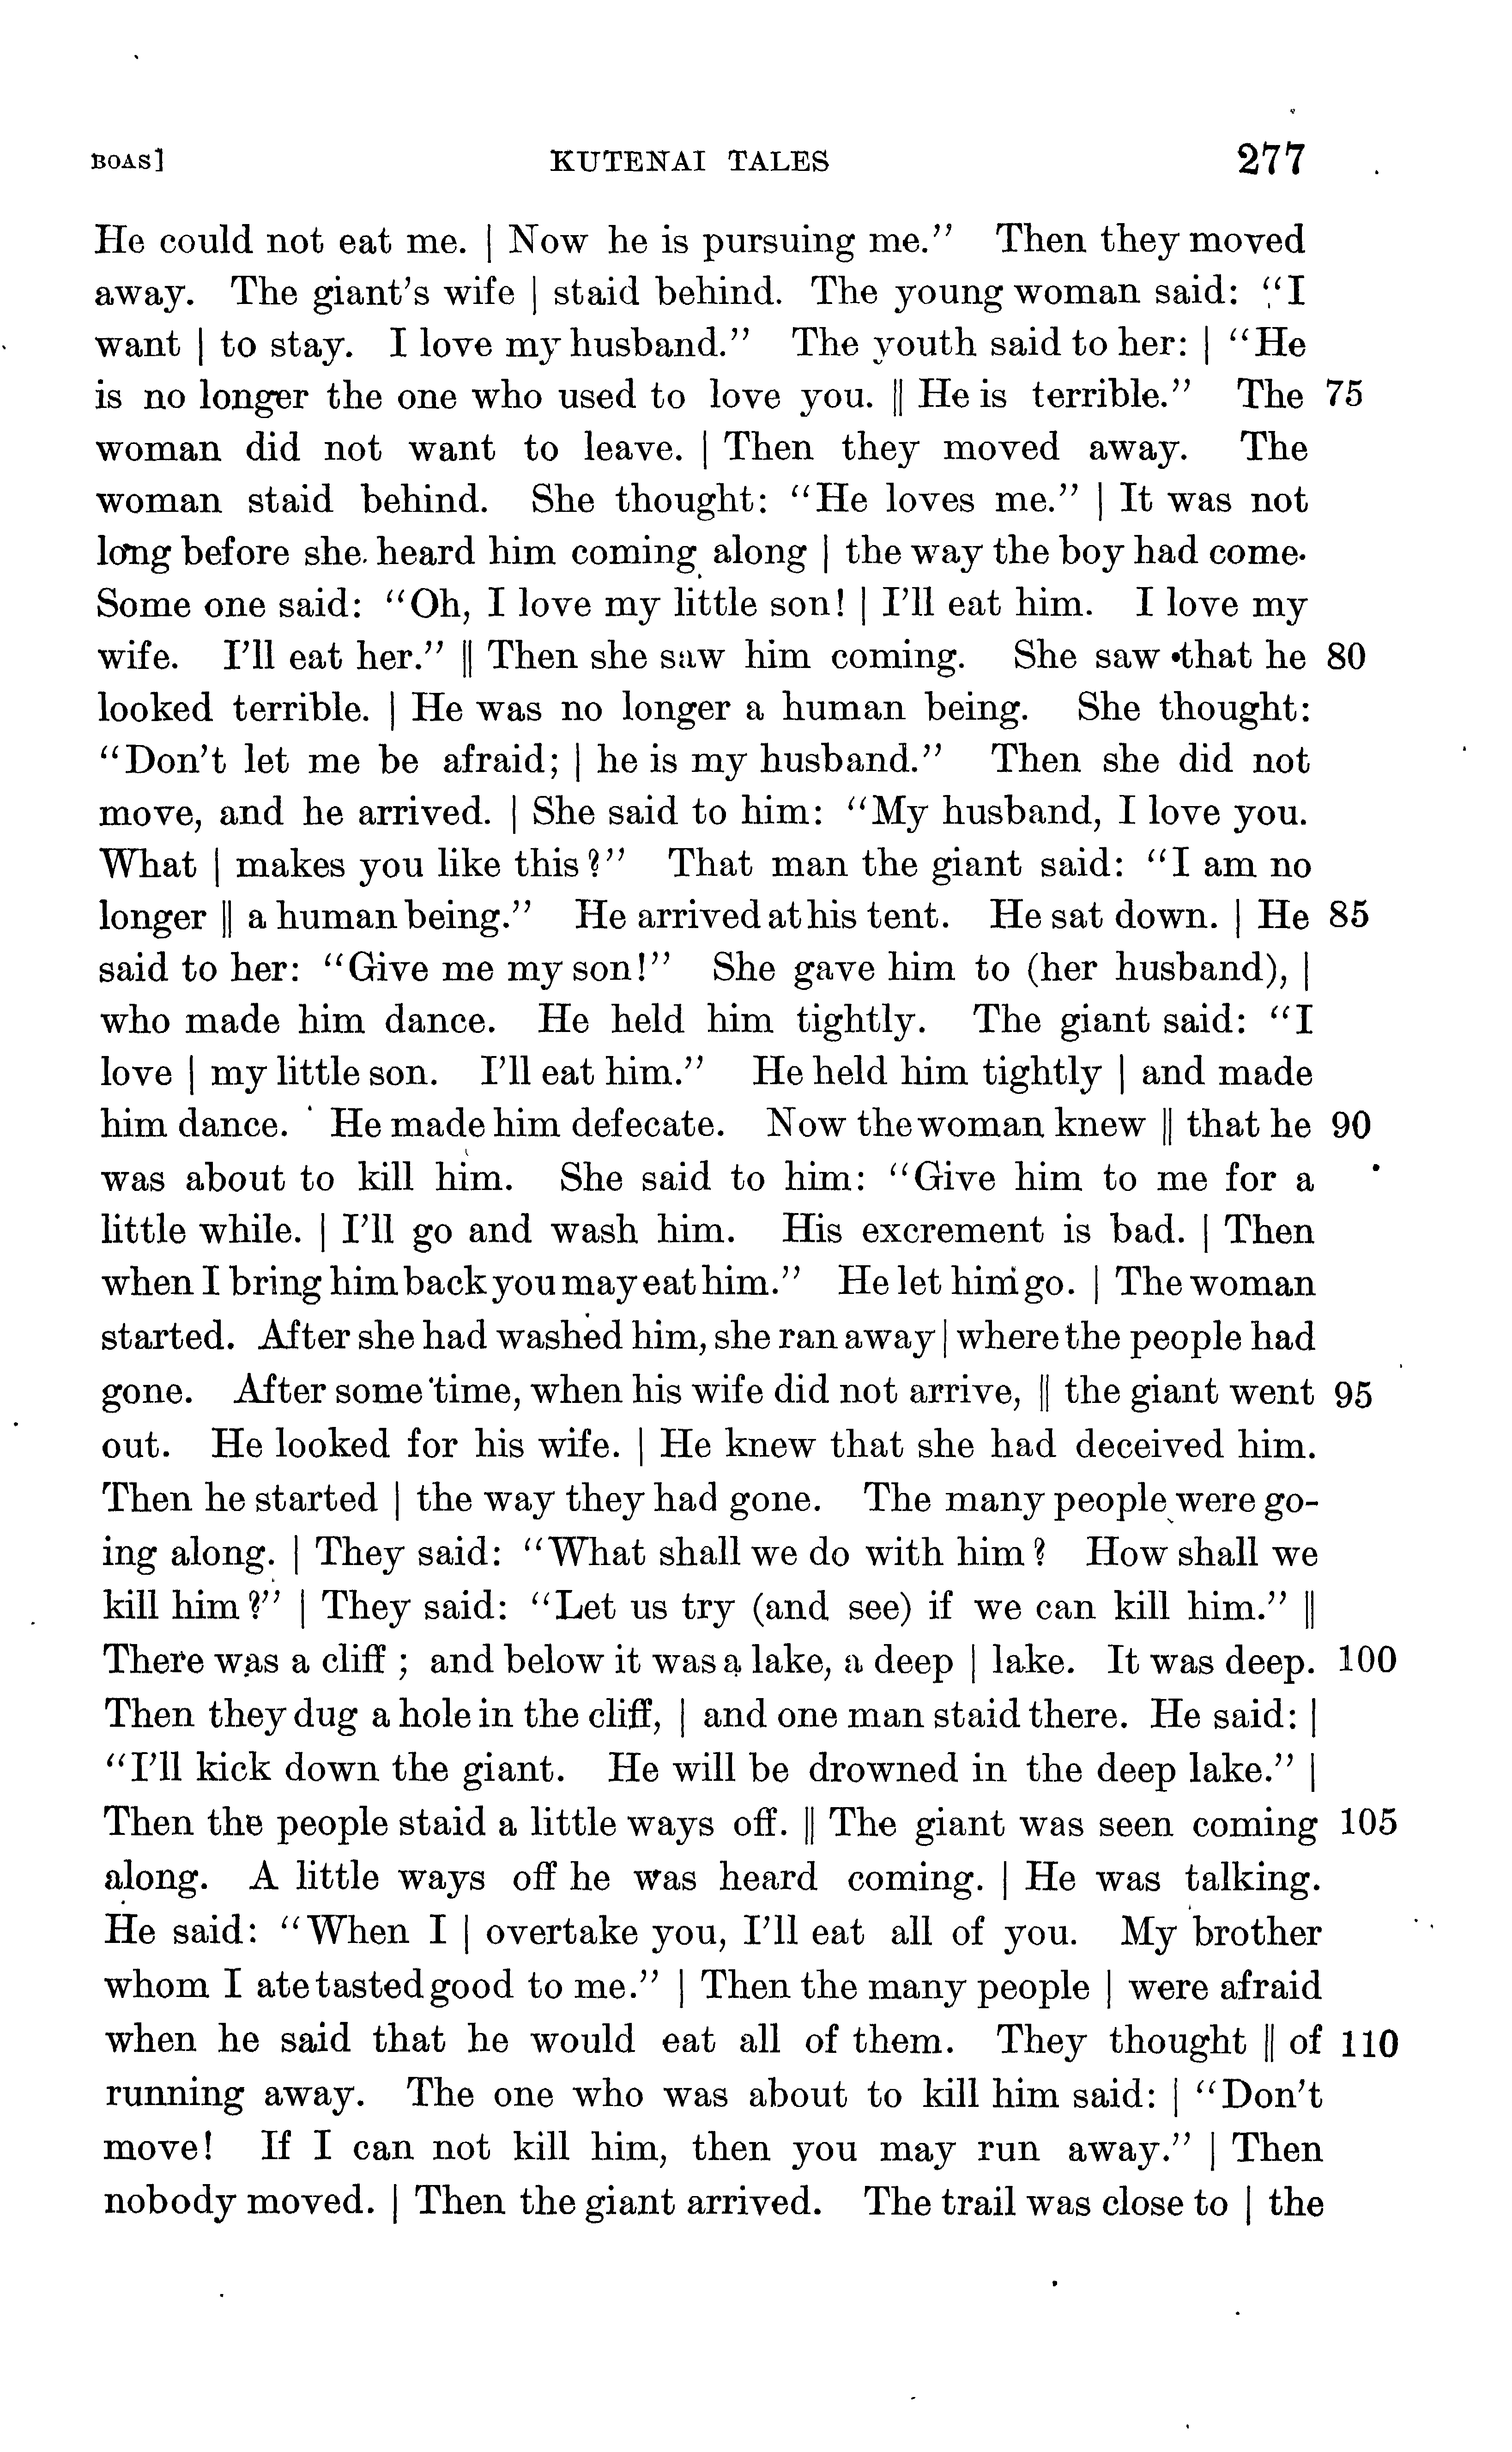 BOAS] KUTENAI TALES 277
He could not eat me. | Now he is pursuing me.” Then they moved
away. The giant’s wife | staid behind. The young woman said: “I
want | to stay. I love my husband.” The youth said to her: | “He
is no longer the one who used to love you. || He is terrible.” The 75
woman did not want to leave. | Then they moved away. The
woman staid behind. She thought: “He loves me.” | It was not
long before she heard him coming along | the way the boy had come.
Some one said: “Oh, I love my little son! | I’ll eat him. I love my
wife. I’ll eat her.” || Then she saw him coming. She saw that he 80
looked terrible. | He was no longer a human being. She thought:
“Don’t let me be afraid; | he is my husband.” Then she did not
move, and he arrived. | She said to him: “My husband, I love you.
What | makes you like this?” That man the giant said: “I am no
longer || a human being.” He arrived at his tent. He sat down. | He 85
said to her: “Give me my son!” She gave him to (her husband), |
who made him dance. He held him tightly. The giant said: “I
love | my little son. I’ll eat him.” He held him tightly | and made
him dance. He made him defecate. Now the woman knew || that he 90
was about to kill him. She said to him: “Give him to me for a
little while. | I’ll go and wash him. His excrement is bad. | Then
when I bring him back you may eat him.” He let him go. | The woman
started. After she had washed him, she ran away | where the people had
gone. After some time, when his wife did not arrive, || the giant went 95
out. He looked for his wife. | He knew that she had deceived him.
Then he started | the way they had gone. The many people were go-
ing along. | They said: “What shall we do with him? How shall we
kill him?” | They said: “Let us try (and see) if we can kill him.” ||
There was a cliff; and below it was a lake, a deep | lake. It was deep. 100
Then they dug a hole in the cliff, | and one man staid there. He said: |
“I’ll kick down the giant. He will be drowned in the deep lake.” |
Then the people staid a little ways off. || The giant was seen coming 105
along. A little ways off he was heard coming. | He was talking.
He said: “When I | overtake you, I’ll eat all of you. My brother
whom I ate tasted good to me.” | Then the many people | were afraid
when he said that he would eat all of them. They thought || of 110
running away. The one who was about to kill him said: | “Don’t
move! If I can not kill him, then you may run away.” | Then
nobody moved. | Then the giant arrived. The trail was close to | the